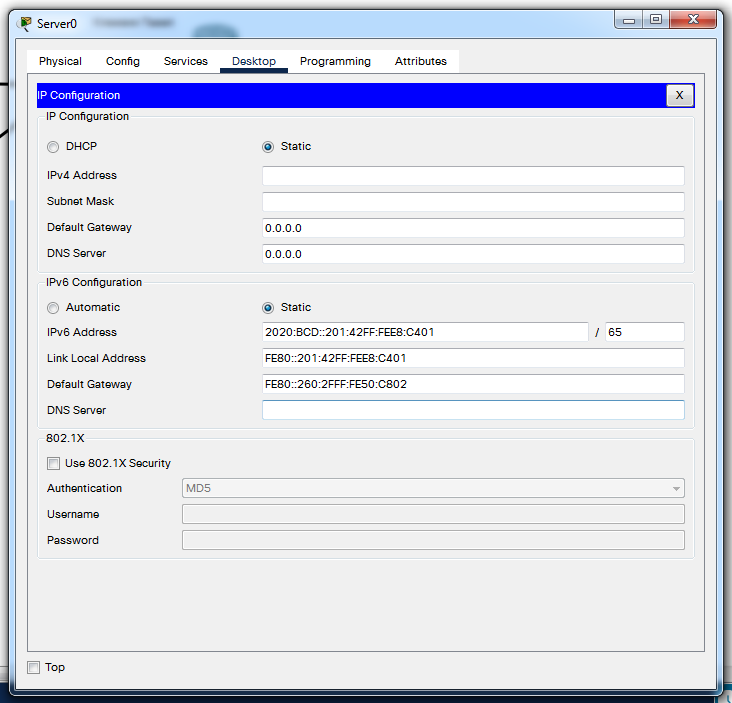 Server0
Physical Config Services Desktop Programming Attributes
IP Configuration X
IP Configuration
DHCP Static
IPv4 Address
Subnet Mask
Default Gateway 0.0.0.0
DNS Server 0.0.0.0
IPv6 Configuration
Automatic Static
IPv6 Address 2020:BCD::201:42FF:FEE8:C401 / 65
Link Local Address FE80::201:42FF:FEE8:C401
Default Gateway FE80::260:2FFF:FE50:C802
DNS Server
802.1X
Use 802.1X Security
Authentication MD5
Username
Password
Top